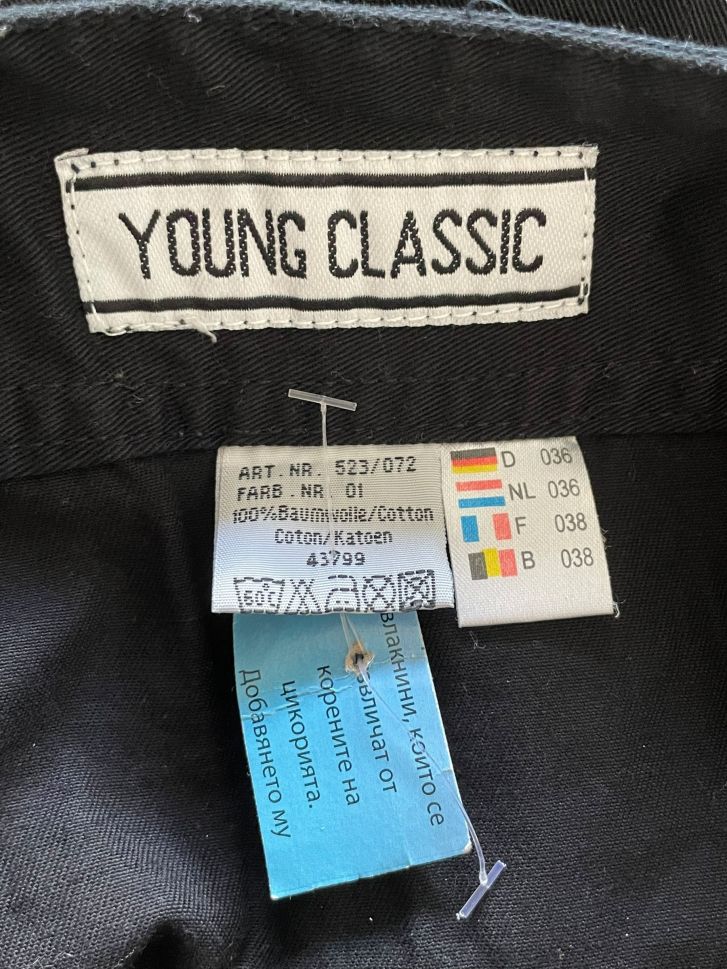 YOUNG CLASSIC
ART. NR. 523/072
FARB. NR. 01
100%Baumwolle/Cotton
Coton/Katoen
43799
60°C
D 036
NL 036
F 038
B 038
влакнини, които се
извличат от
корените на
цикорията.
Добавянето му